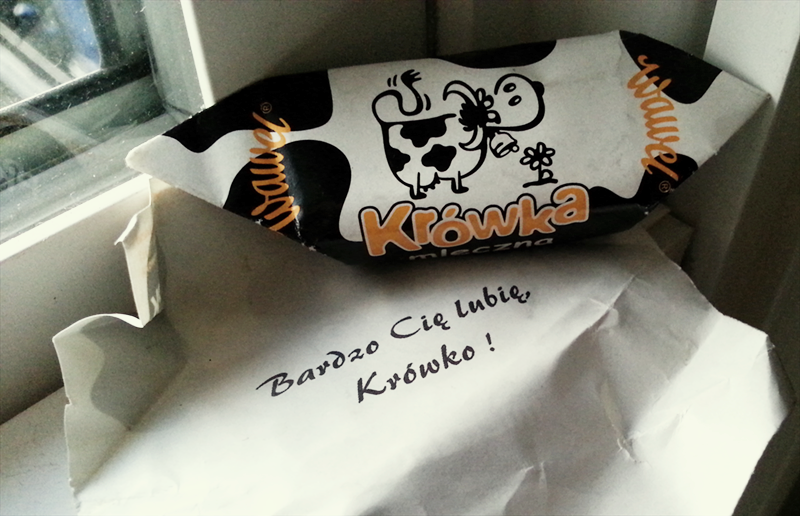 Wawel®
Wawel®
Krówka
mleczna
Bardzo Cię lubię,
Krówko !